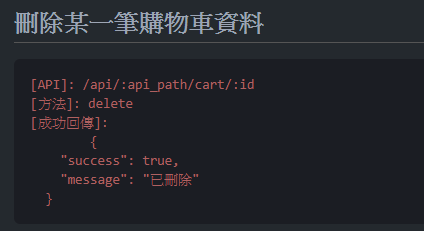 刪除某一筆購物車資料
[API]: /api/:api_path/cart/:id
[方法]: delete
[成功回傳]:
{
"success": true,
"message": "已刪除"
}